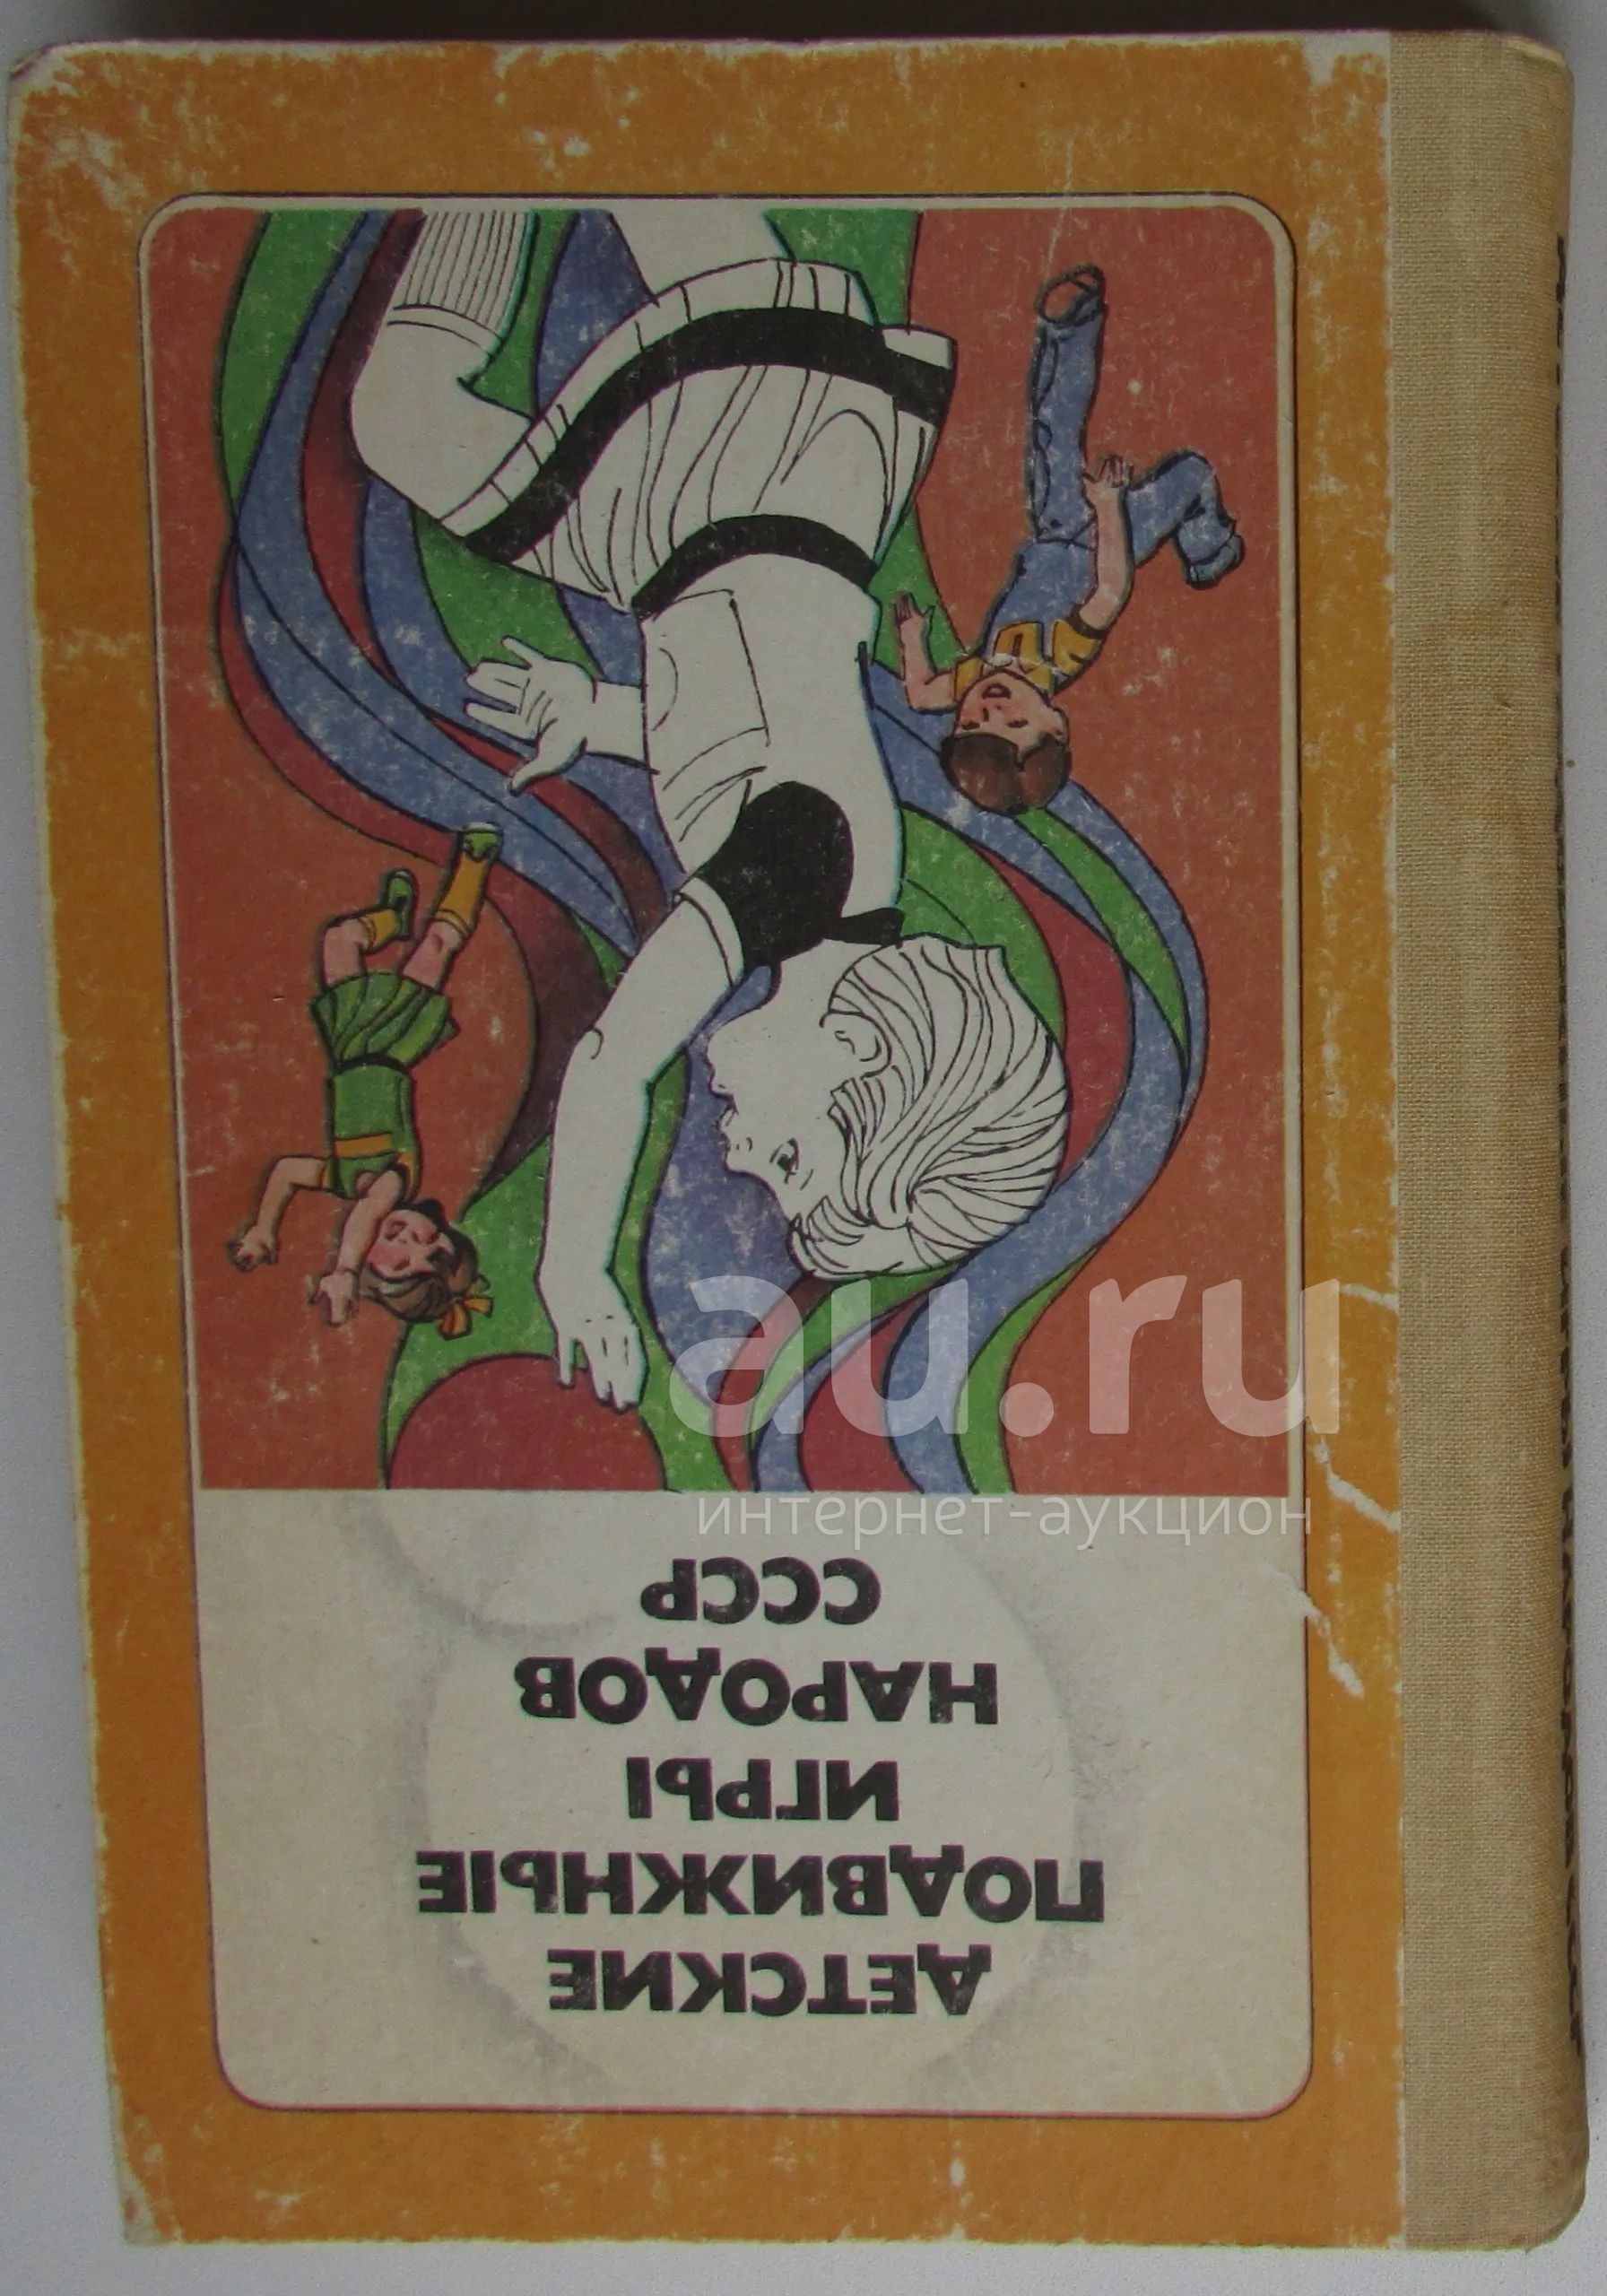 ДЕТСКИЕ
ПОДВИЖНЫЕ
ИГРЫ
НАРОДОВ
СССР
au.ru
интернет-аукцион